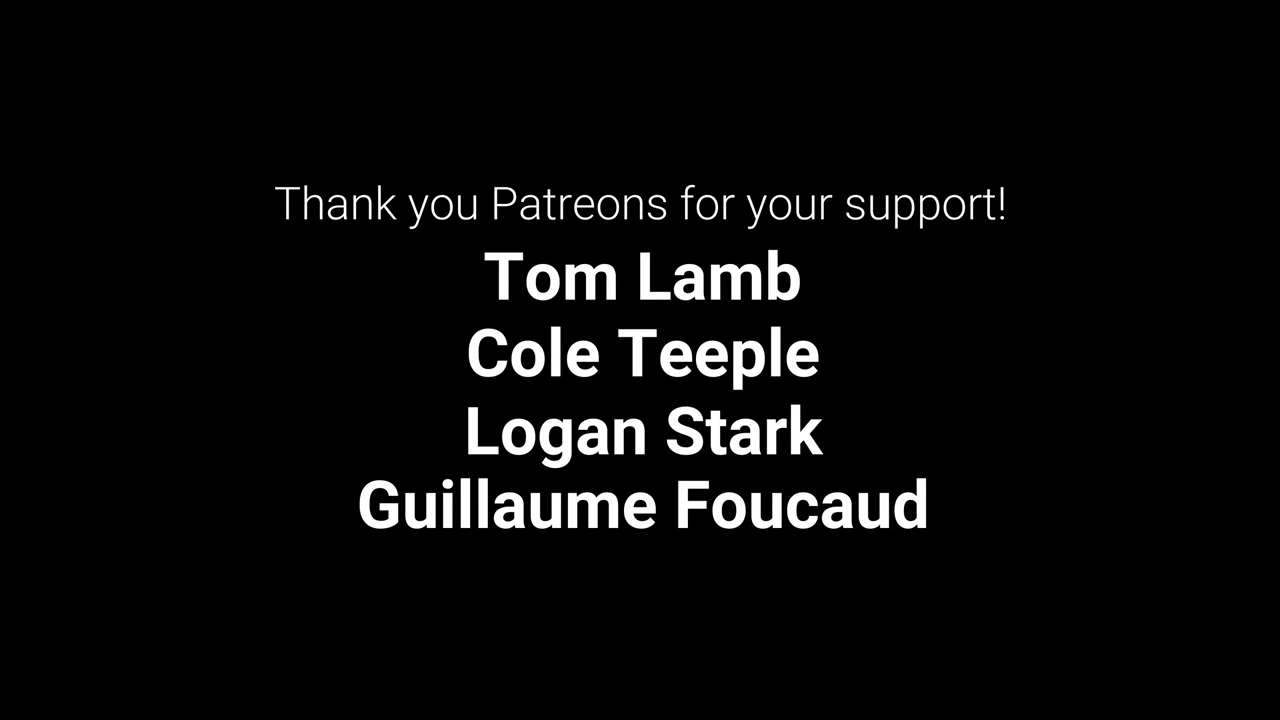 Thank you Patreons for your support!
Tom Lamb
Cole Teeple
Logan Stark
Guillaume Foucaud